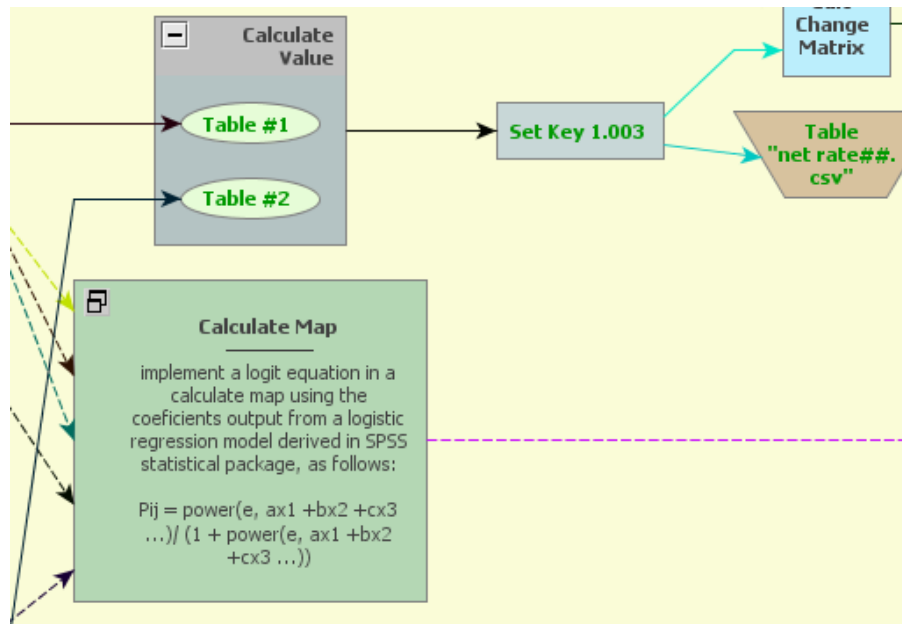 Calculate
Value
Table #1
Table #2
Set Key 1.003
Change
Matrix
Table
"net rate##.
csv"
Calculate Map
implement a logit equation in a
calculate map using the
coeficients output from a logistic
regression model derived in SPSS
statistical package, as follows:
Pij = power(e, ax1 +bx2 +cx3
...)/ (1 + power(e, ax1 +bx2
+cx3 ...))